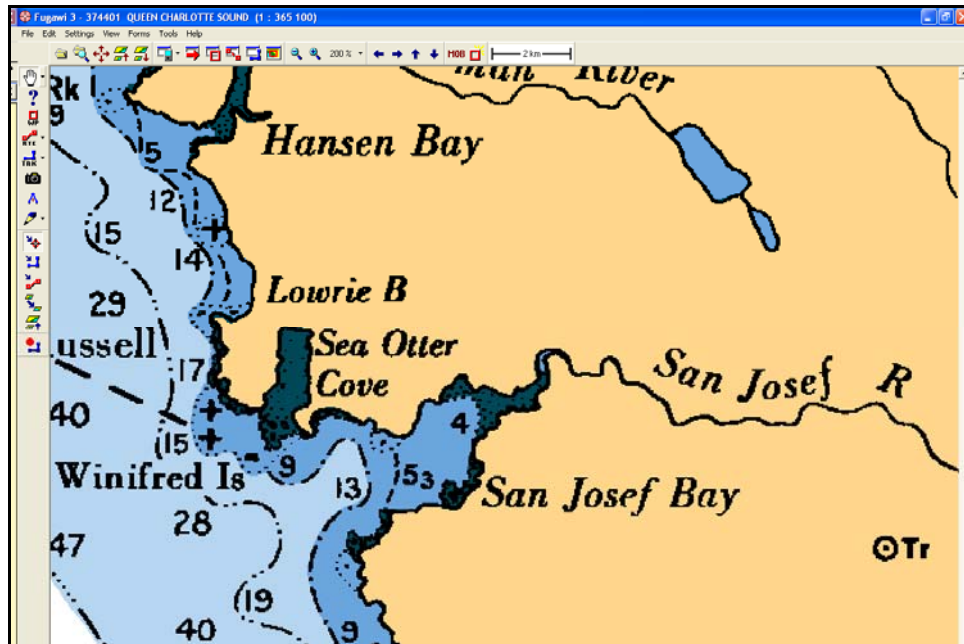 Fugawi 3 - 374401 QUEEN CHARLOTTE SOUND (1 : 365 100)
File Edit Settings View Forms Tools Help
200 % MOB 2 km
Rk
9
man River
5
Hansen Bay
12
15
14
29
Lowrie B
ussell
Sea Otter
Cove
17
San Josef R
40
4
15
9
Winifred Is
13
5₃
San Josef Bay
28
47
Tr
19
40
9